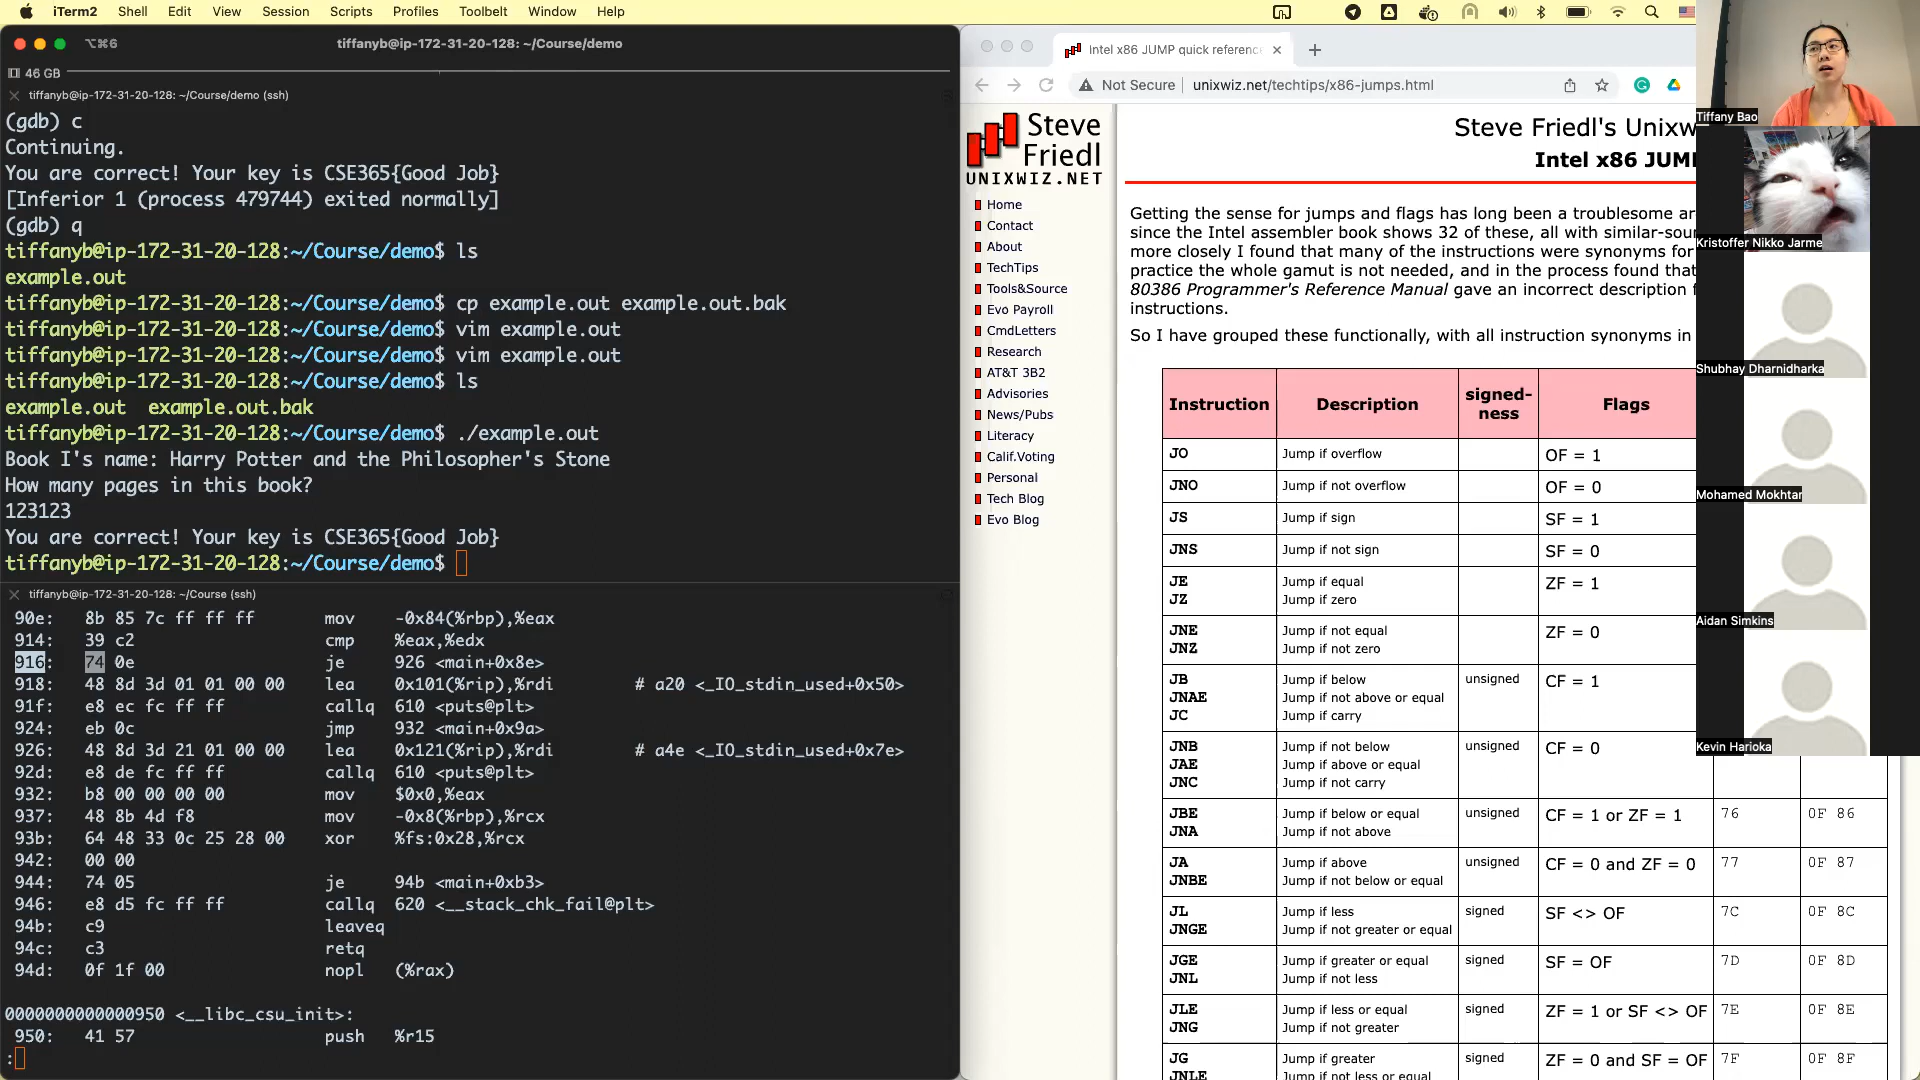 iTerm2 Shell Edit View Session Scripts Profiles Toolbelt Window Help
⌥⌘6 tiffanyb@ip-172-31-20-128: ~/Course/demo
46 GB
tiffanyb@ip-172-31-20-128: ~/Course/demo (ssh)
(gdb) c
Continuing.
You are correct! Your key is CSE365{Good Job}
[Inferior 1 (process 479744) exited normally]
(gdb) q
tiffanyb@ip-172-31-20-128:~/Course/demo$ ls
example.out
tiffanyb@ip-172-31-20-128:~/Course/demo$ cp example.out example.out.bak
tiffanyb@ip-172-31-20-128:~/Course/demo$ vim example.out
tiffanyb@ip-172-31-20-128:~/Course/demo$ vim example.out
tiffanyb@ip-172-31-20-128:~/Course/demo$ ls
example.out example.out.bak
tiffanyb@ip-172-31-20-128:~/Course/demo$ ./example.out
Book I's name: Harry Potter and the Philosopher's Stone
How many pages in this book?
123123
You are correct! Your key is CSE365{Good Job}
tiffanyb@ip-172-31-20-128:~/Course/demo$
tiffanyb@ip-172-31-20-128: ~/Course (ssh)
90e: 8b 85 7c ff ff ff mov -0x84(%rbp),%eax
914: 39 c2 cmp %eax,%edx
916: 74 0e je 926 <main+0x8e>
918: 48 8d 3d 01 01 00 00 lea 0x101(%rip),%rdi # a20 <_IO_stdin_used+0x50>
91f: e8 ec fc ff ff callq 610 <puts@plt>
924: eb 0c jmp 932 <main+0x9a>
926: 48 8d 3d 21 01 00 00 lea 0x121(%rip),%rdi # a4e <_IO_stdin_used+0x7e>
92d: e8 de fc ff ff callq 610 <puts@plt>
932: b8 00 00 00 00 mov $0x0,%eax
937: 48 8b 4d f8 mov -0x8(%rbp),%rcx
93b: 64 48 33 0c 25 28 00 xor %fs:0x28,%rcx
942: 00 00
944: 74 05 je 94b <main+0xb3>
946: e8 d5 fc ff ff callq 620 <__stack_chk_fail@plt>
94b: c9 leaveq
94c: c3 retq
94d: 0f 1f 00 nopl (%rax)
0000000000000950 <__libc_csu_init>:
950: 41 57 push %r15
:
Intel x86 JUMP quick reference
Not Secure unixwiz.net/techtips/x86-jumps.html
Steve
Friedl
UNIXWIZ.NET
Home
Contact
About
TechTips
Tools&Source
Evo Payroll
CmdLetters
Research
AT&T 3B2
Advisories
News/Pubs
Literacy
Calif.Voting
Personal
Tech Blog
Evo Blog
Steve Friedl's Unixw
Intel x86 JUM
Getting the sense for jumps and flags has long been a troublesome ar
since the Intel assembler book shows 32 of these, all with similar-sou
more closely I found that many of the instructions were synonyms for
practice the whole gamut is not needed, and in the process found that
80386 Programmer's Reference Manual gave an incorrect description f
instructions.
So I have grouped these functionally, with all instruction synonyms in
Instruction Description signed-ness Flags
JO Jump if overflow OF = 1
JNO Jump if not overflow OF = 0
JS Jump if sign SF = 1
JNS Jump if not sign SF = 0
JE Jump if equal ZF = 1
JZ Jump if zero
JNE Jump if not equal ZF = 0
JNZ Jump if not zero
JB Jump if below unsigned CF = 1
JNAE Jump if not above or equal
JC Jump if carry
JNB Jump if not below unsigned CF = 0
JAE Jump if above or equal
JNC Jump if not carry
JBE Jump if below or equal unsigned CF = 1 or ZF = 1 76 0F 86
JNA Jump if not above
JA Jump if above unsigned CF = 0 and ZF = 0 77 0F 87
JNBE Jump if not below or equal
JL Jump if less signed SF <> OF 7C 0F 8C
JNGE Jump if not greater or equal
JGE Jump if greater or equal signed SF = OF 7D 0F 8D
JNL Jump if not less
JLE Jump if less or equal signed ZF = 1 or SF <> OF 7E 0F 8E
JNG Jump if not greater
JG Jump if greater signed ZF = 0 and SF = OF 7F 0F 8F
JNLE Jump if not less or equal
Tiffany Bao
Kristoffer Nikko Jarme
Shubhay Dharnidharka
Mohamed Mokhtar
Aidan Simkins
Kevin Harioka